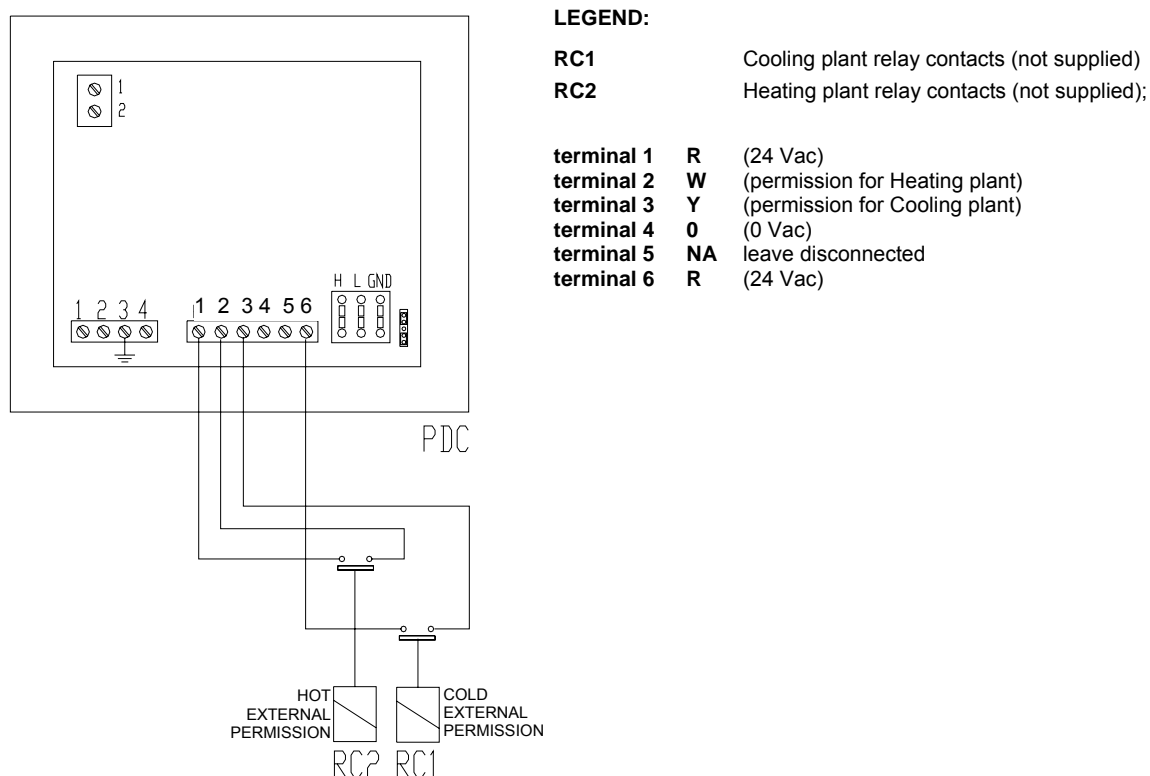 LEGEND:
RC1 Cooling plant relay contacts (not supplied)
RC2 Heating plant relay contacts (not supplied);
terminal 1 R (24 Vac)
terminal 2 W (permission for Heating plant)
terminal 3 Y (permission for Cooling plant)
terminal 4 0 (0 Vac)
terminal 5 NA leave disconnected
terminal 6 R (24 Vac)
1
2
H L GND
1 2 3 4
1 2 3 4 5 6
PDC
HOT
EXTERNAL
PERMISSION
COLD
EXTERNAL
PERMISSION
RC2 RC1